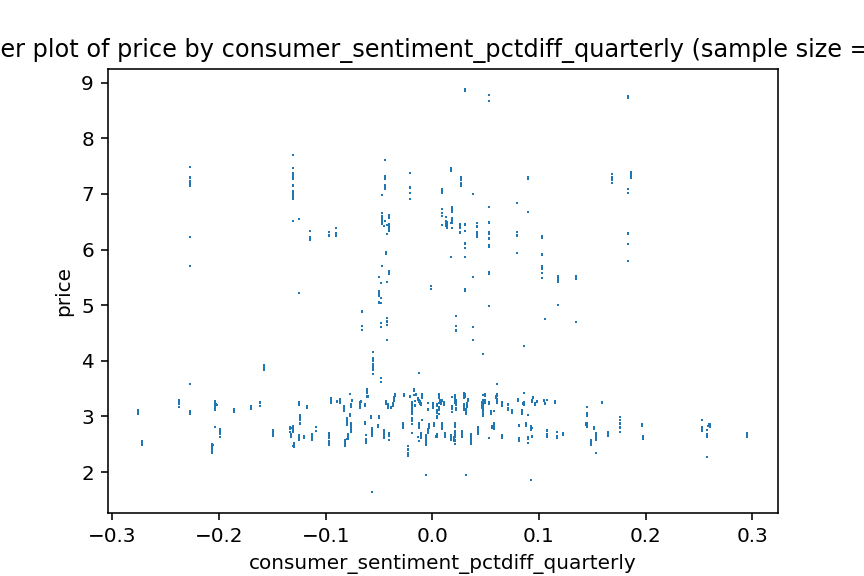 er plot of price by consumer_sentiment_pctdiff_quarterly (sample size =
9
8
7
6
5
4
3
2
price
−0.3 −0.2 −0.1 0.0 0.1 0.2 0.3
consumer_sentiment_pctdiff_quarterly